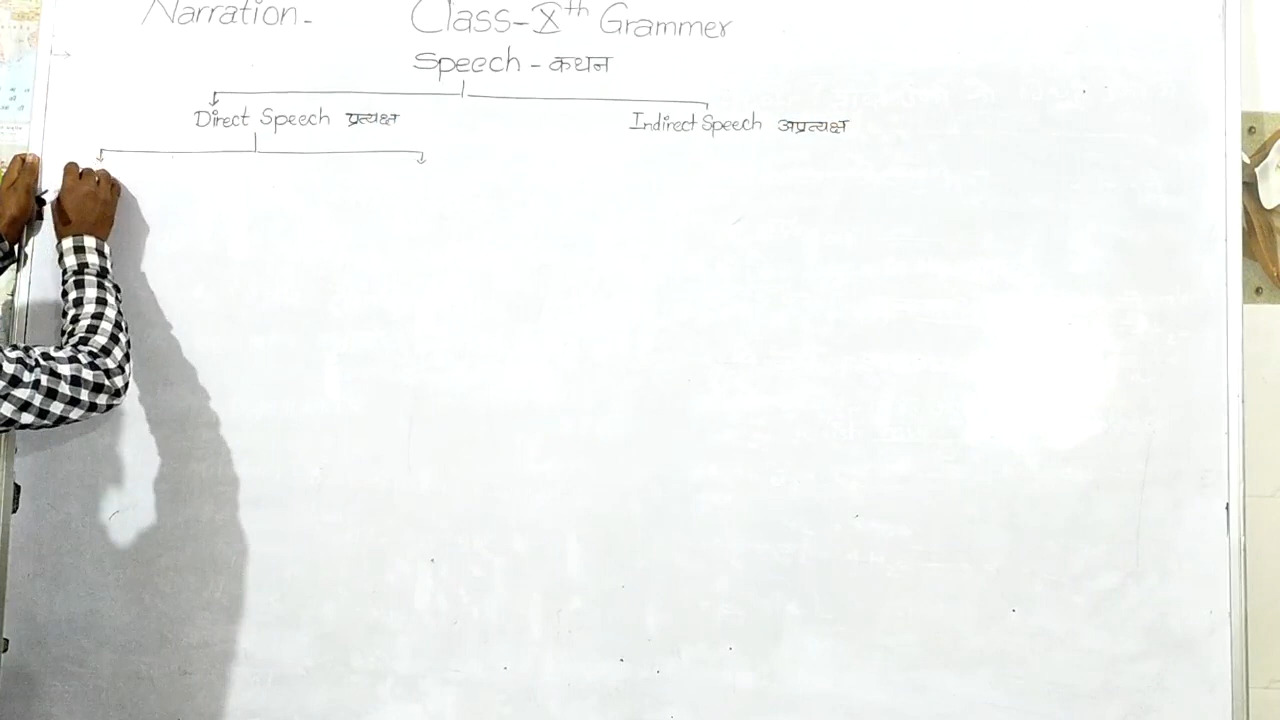 Narration- Class-Xth Grammer
Speech - कथन
Direct Speech प्रत्यक्ष Indirect Speech अप्रत्यक्ष